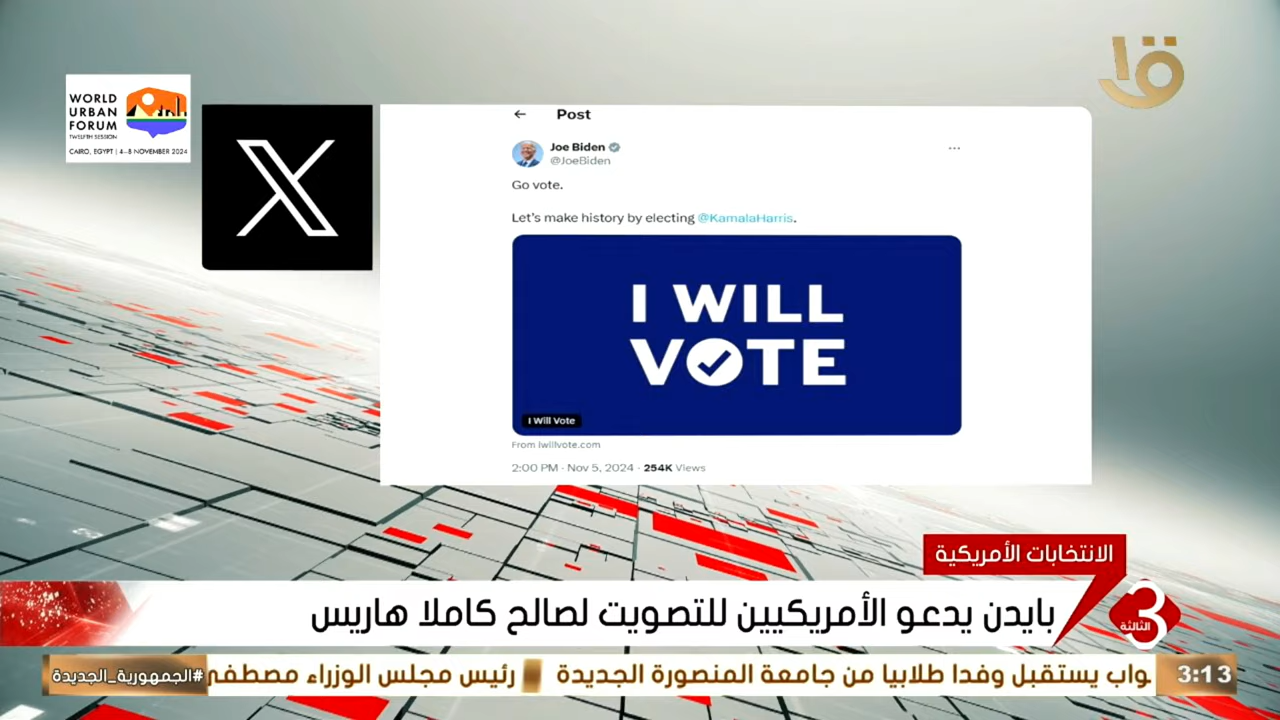 WORLD
URBAN
FORUM
TWELFTH SESSION
CAIRO, EGYPT | 4-8 NOVEMBER 2024
Post
Joe Biden
@JoeBiden
Go vote.
Let's make history by electing @KamalaHarris.
I WILL
VOTE
I Will Vote
From iwillvote.com
2:00 PM · Nov 5, 2024 · 254K Views
الانتخابات الأمريكية
بايدن يدعو الأمريكيين للتصويت لصالح كاملا هاريس
3
الثالثة
3:13
واب يستقبل وفدا طلابيا من جامعة المنصورة الجديدة
رئيس مجلس الوزراء مصطفى
#الجمهورية_الجديدة